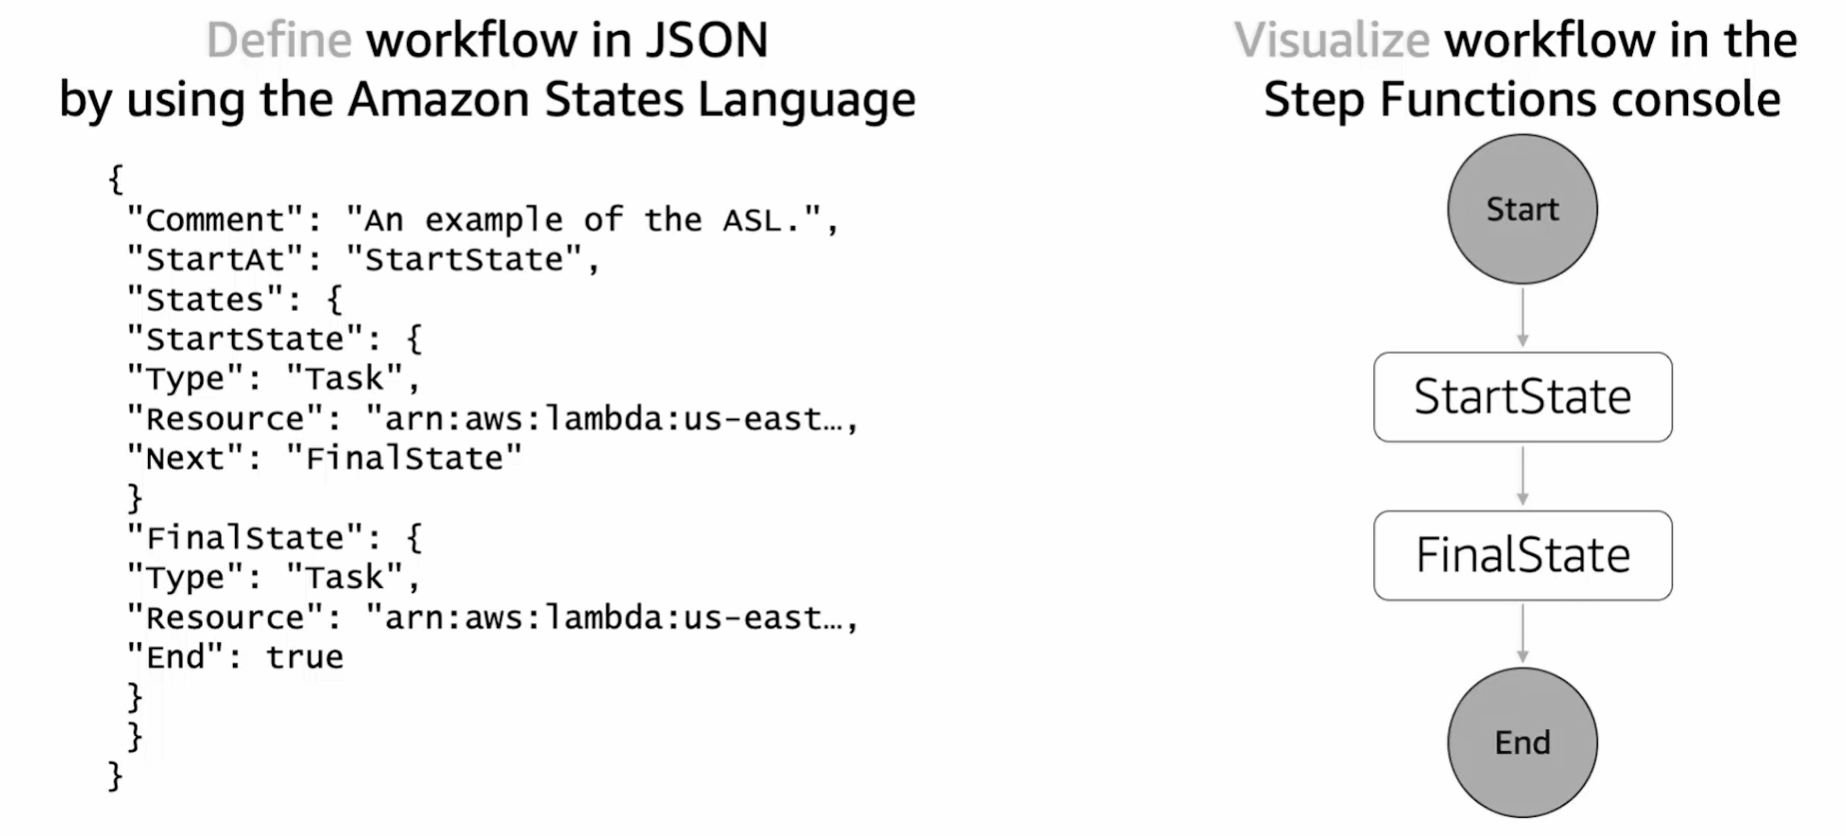 Define workflow in JSON
by using the Amazon States Language
{
"Comment": "An example of the ASL.",
"StartAt": "StartState",
"States": {
"StartState": {
"Type": "Task",
"Resource": "arn:aws:lambda:us-east…,
"Next": "FinalState"
}
"FinalState": {
"Type": "Task",
"Resource": "arn:aws:lambda:us-east…,
"End": true
}
}
}
Visualize workflow in the
Step Functions console
Start
StartState
FinalState
End